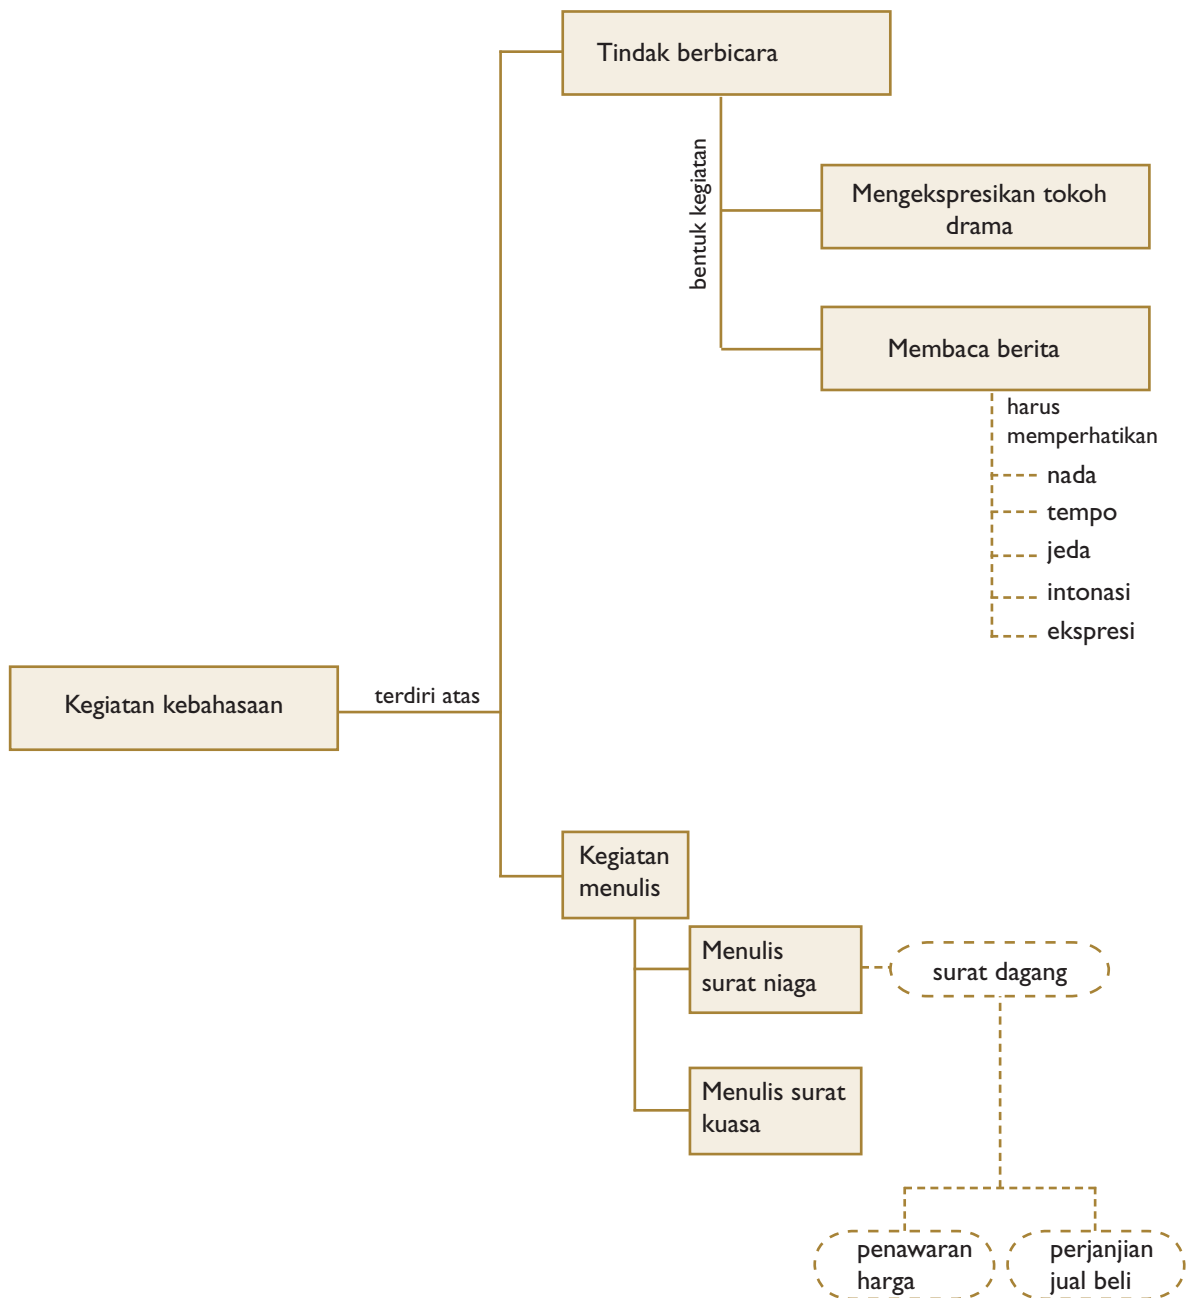 Tindak berbicara
bentuk kegiatan
Mengekspresikan tokoh
drama
Membaca berita
harus
memperhatikan
nada
tempo
jeda
intonasi
ekspresi
Kegiatan kebahasaan
terdiri atas
Kegiatan
menulis
Menulis
surat niaga
surat dagang
Menulis surat
kuasa
penawaran
harga
perjanjian
jual beli